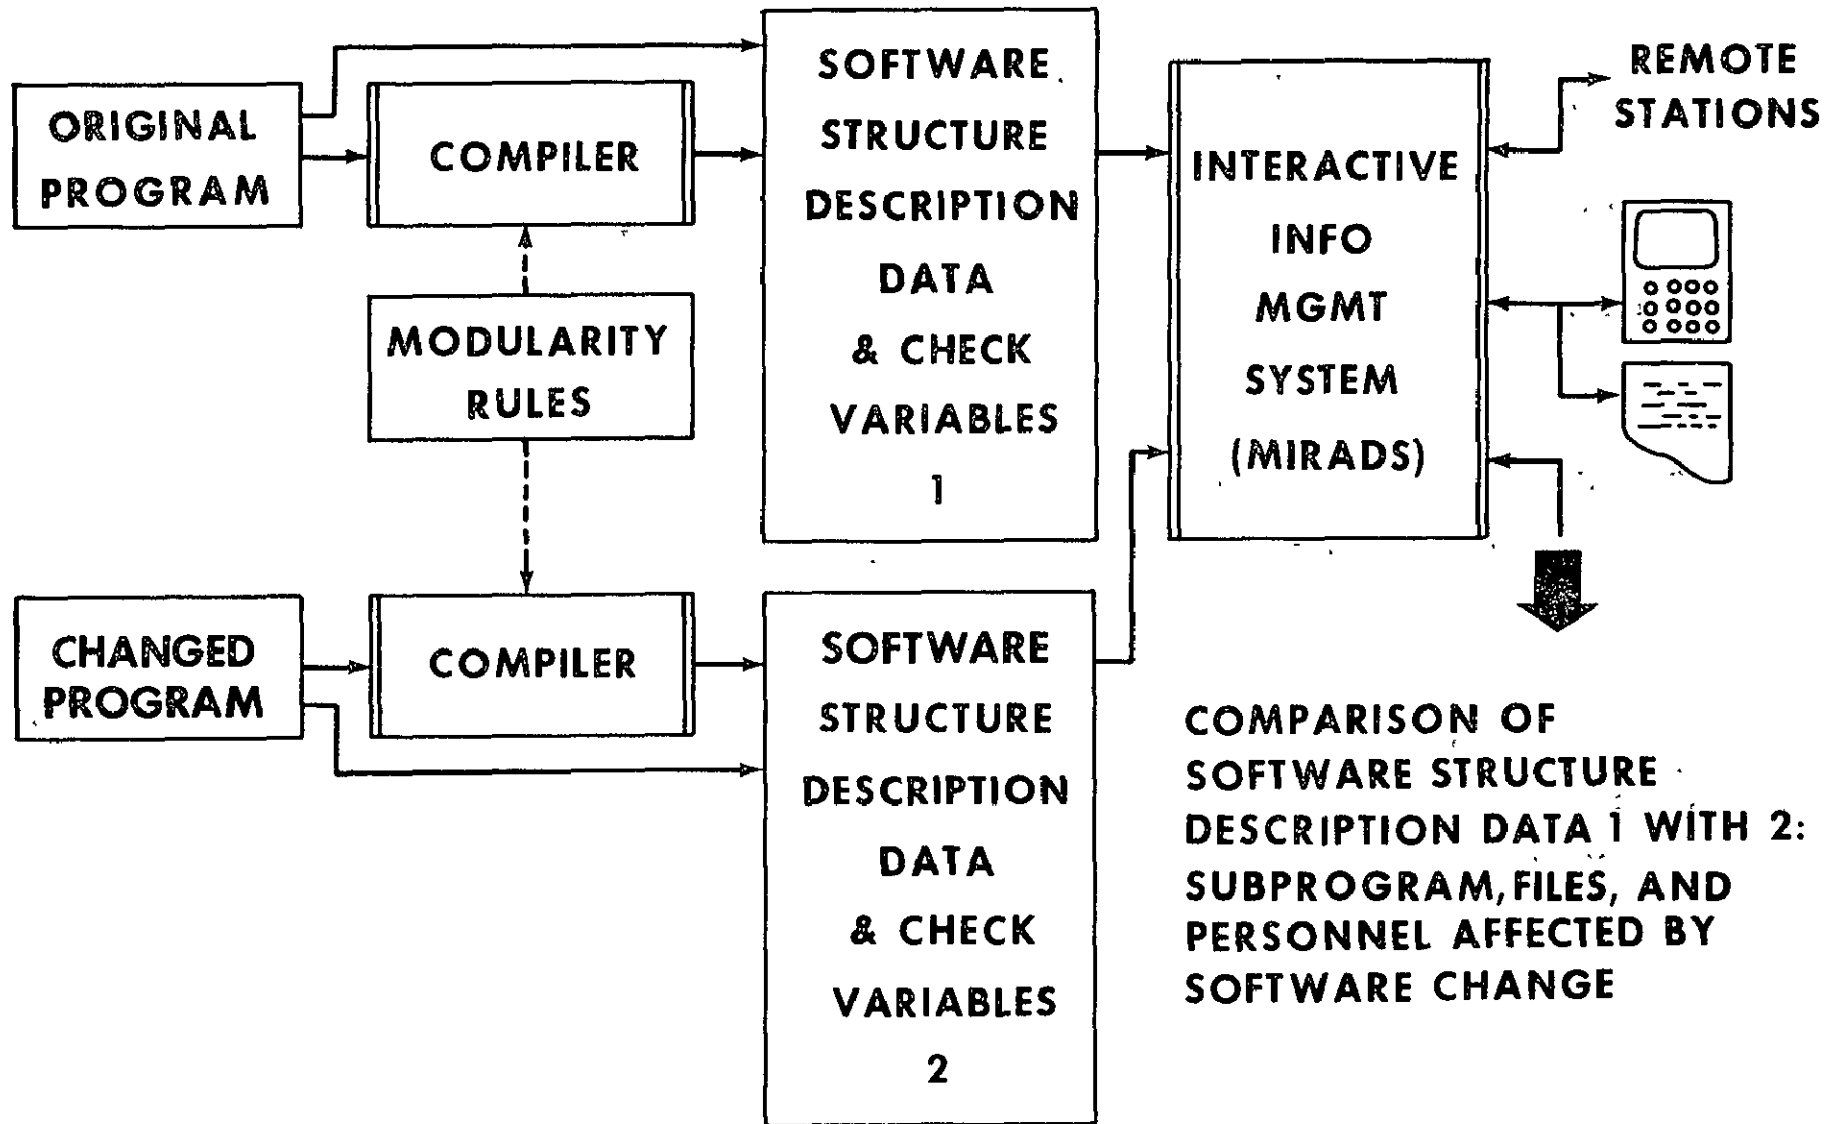 ORIGINAL
PROGRAM
COMPILER
MODULARITY
RULES
CHANGED
PROGRAM
COMPILER
SOFTWARE
STRUCTURE
DESCRIPTION
DATA
& CHECK
VARIABLES
1
SOFTWARE
STRUCTURE
DESCRIPTION
DATA
& CHECK
VARIABLES
2
INTERACTIVE
INFO
MGMT
SYSTEM
(MIRADS)
REMOTE
STATIONS
COMPARISON OF
SOFTWARE STRUCTURE
DESCRIPTION DATA 1 WITH 2:
SUBPROGRAM, FILES, AND
PERSONNEL AFFECTED BY
SOFTWARE CHANGE